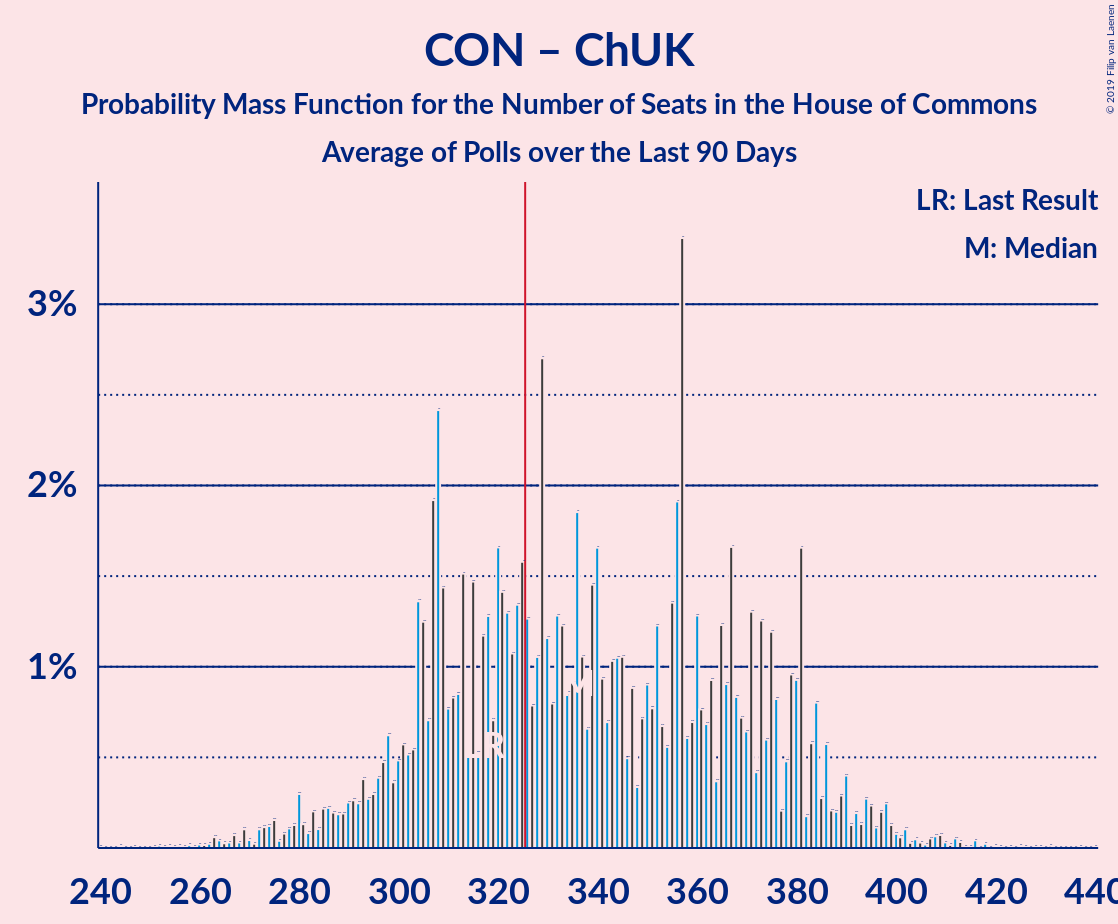 CON – ChUK
Probability Mass Function for the Number of Seats in the House of Commons
Average of Polls over the Last 90 Days
© 2019 Filip van Laenen
LR: Last Result
M: Median
3%
2%
1%
LR
M
240 260 280 300 320 340 360 380 400 420 440